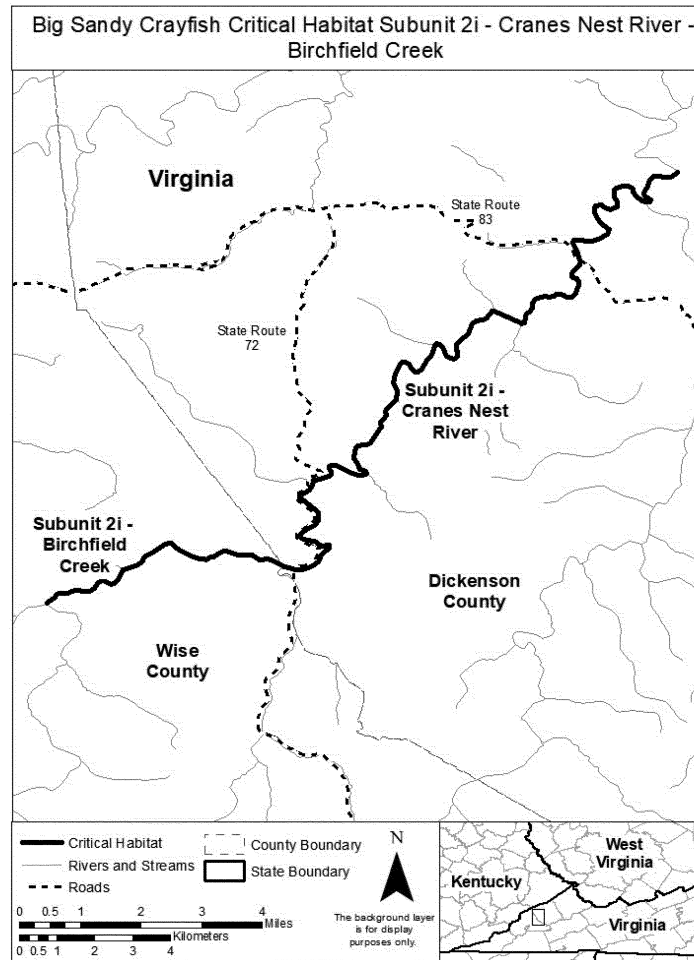 Big Sandy Crayfish Critical Habitat Subunit 2i - Cranes Nest River -
Birchfield Creek
Virginia
State Route
83
State Route
72
Subunit 2i -
Cranes Nest
River
Subunit 2i -
Birchfield
Creek
Dickenson
County
Wise
County
Critical Habitat
Rivers and Streams
Roads
County Boundary
State Boundary
N
The background layer
is for display
purposes only.
0 0.5 1 2 3 4
Miles
Kilometers
0 0.5 1 2 3 4
West
Virginia
Kentucky
Virginia